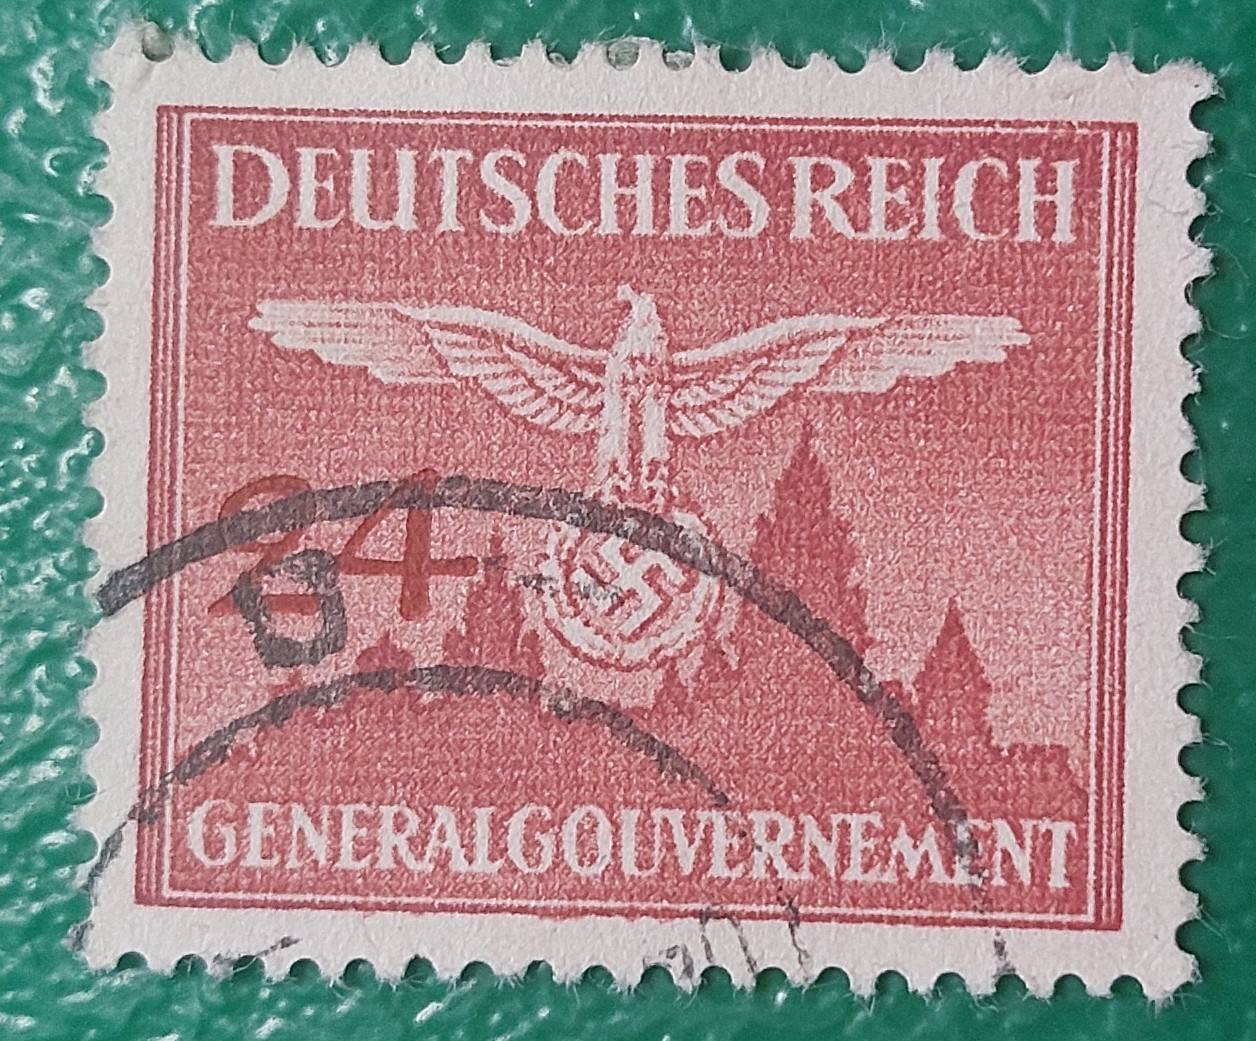 DEUTSCHES REICH
24
GENERALGOUVERNEMENT